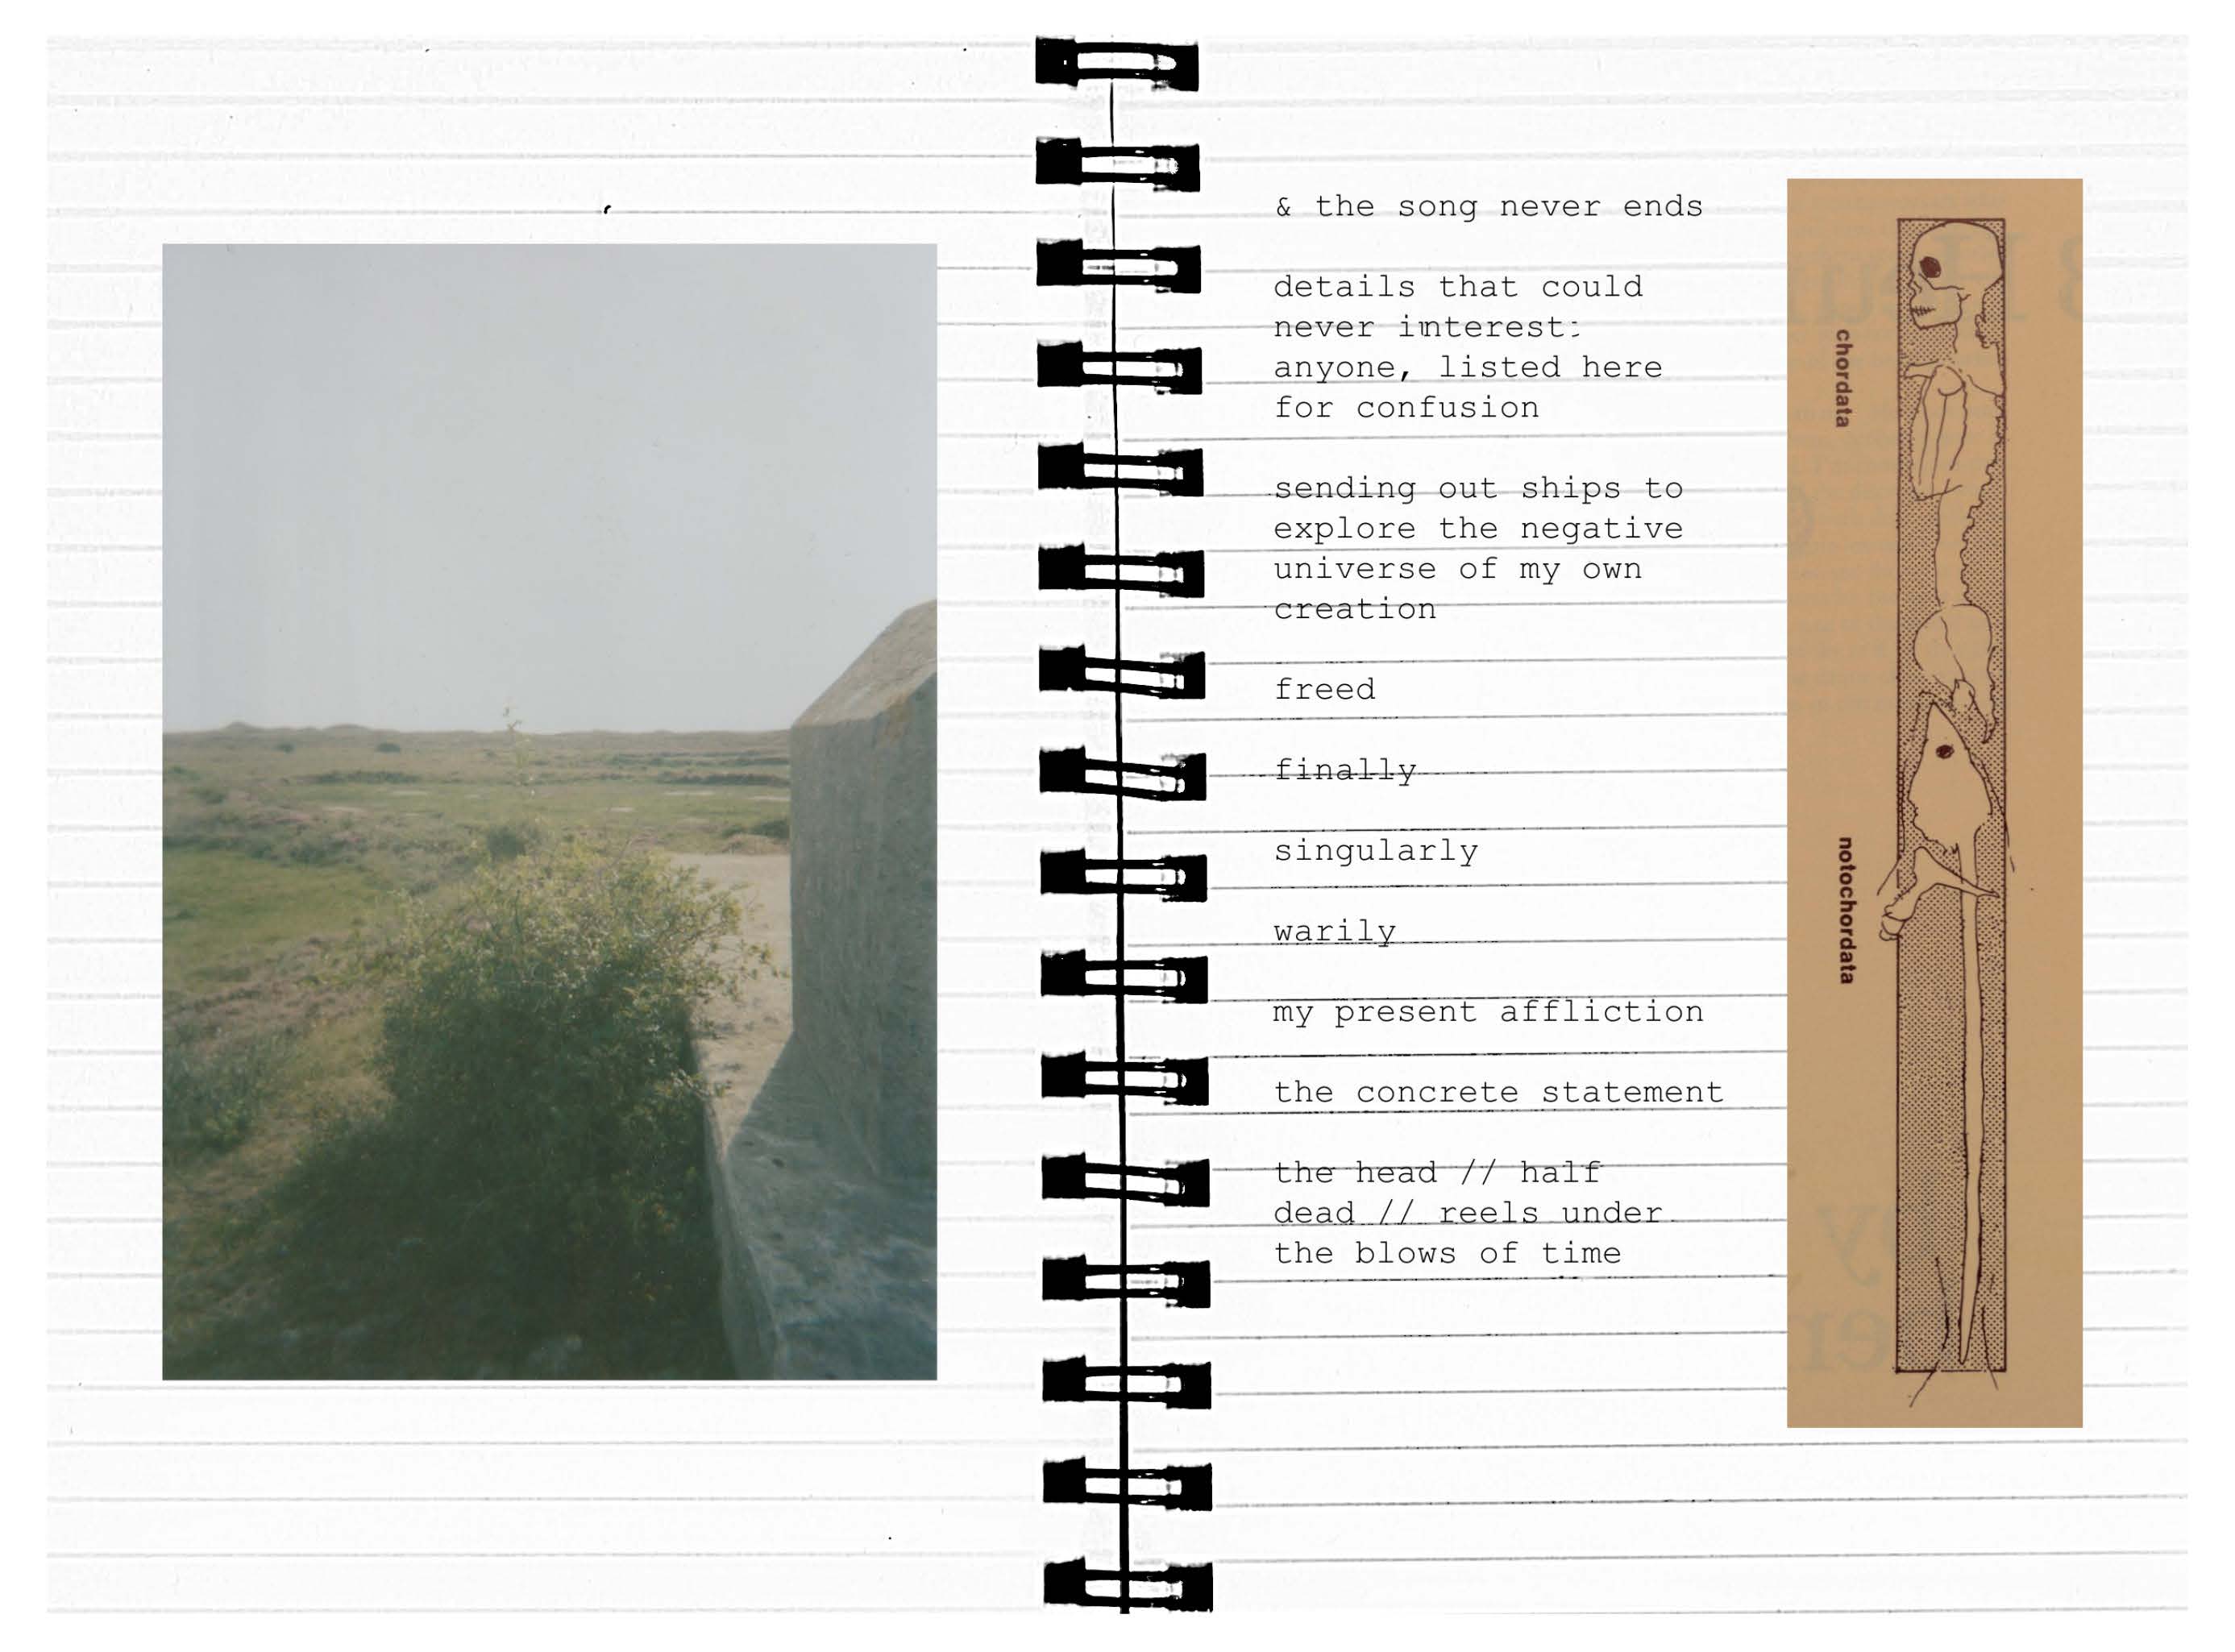 & the song never ends
details that could
never interest:
anyone, listed here
for confusion
sending out ships to
explore the negative
universe of my own
creation
freed
finally
singularly
warily
my present affliction
the concrete statement
the head // half
dead // reels under
the blows of time
chordata
notochordata